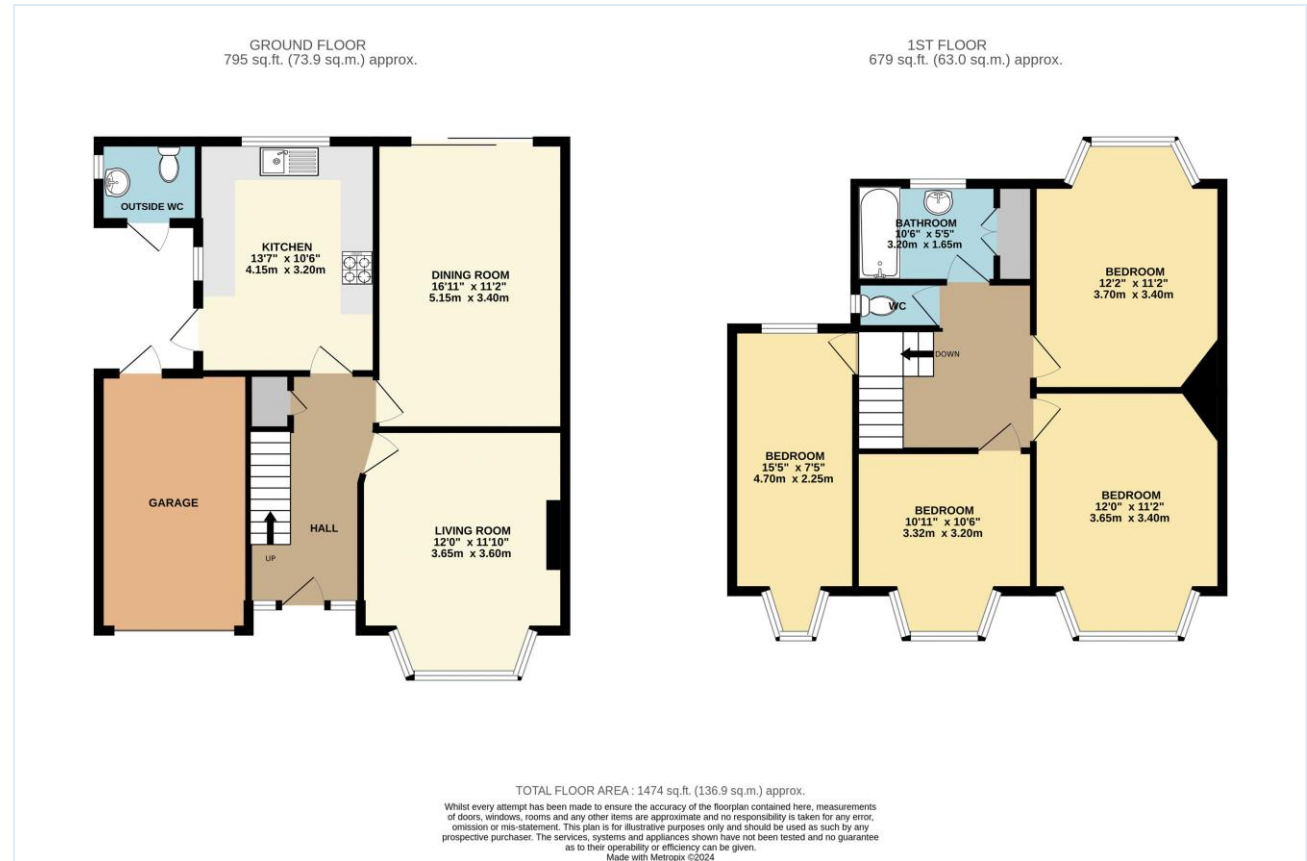 GROUND FLOOR
795 sq.ft. (73.9 sq.m.) approx.
OUTSIDE WC
KITCHEN
13'7" x 10'6"
4.15m x 3.20m
DINING ROOM
16'11" x 11'2"
5.15m x 3.40m
GARAGE
UP
HALL
LIVING ROOM
12'0" x 11'10"
3.65m x 3.60m
1ST FLOOR
679 sq.ft. (63.0 sq.m.) approx.
BATHROOM
10'6" x 5'5"
3.20m x 1.65m
WC
DOWN
BEDROOM
12'2" x 11'2"
3.70m x 3.40m
BEDROOM
15'5" x 7'5"
4.70m x 2.25m
BEDROOM
10'11" x 10'6"
3.32m x 3.20m
BEDROOM
12'0" x 11'2"
3.65m x 3.40m
TOTAL FLOOR AREA : 1474 sq.ft. (136.9 sq.m.) approx.
Whilst every attempt has been made to ensure the accuracy of the floorplan contained here, measurements
of doors, windows, rooms and any other items are approximate and no responsibility is taken for any error,
omission or mis-statement. This plan is for illustrative purposes only and should be used as such by any
prospective purchaser. The services, systems and appliances shown have not been tested and no guarantee
as to their operability or efficiency can be given.
Made with Metropix ©2024